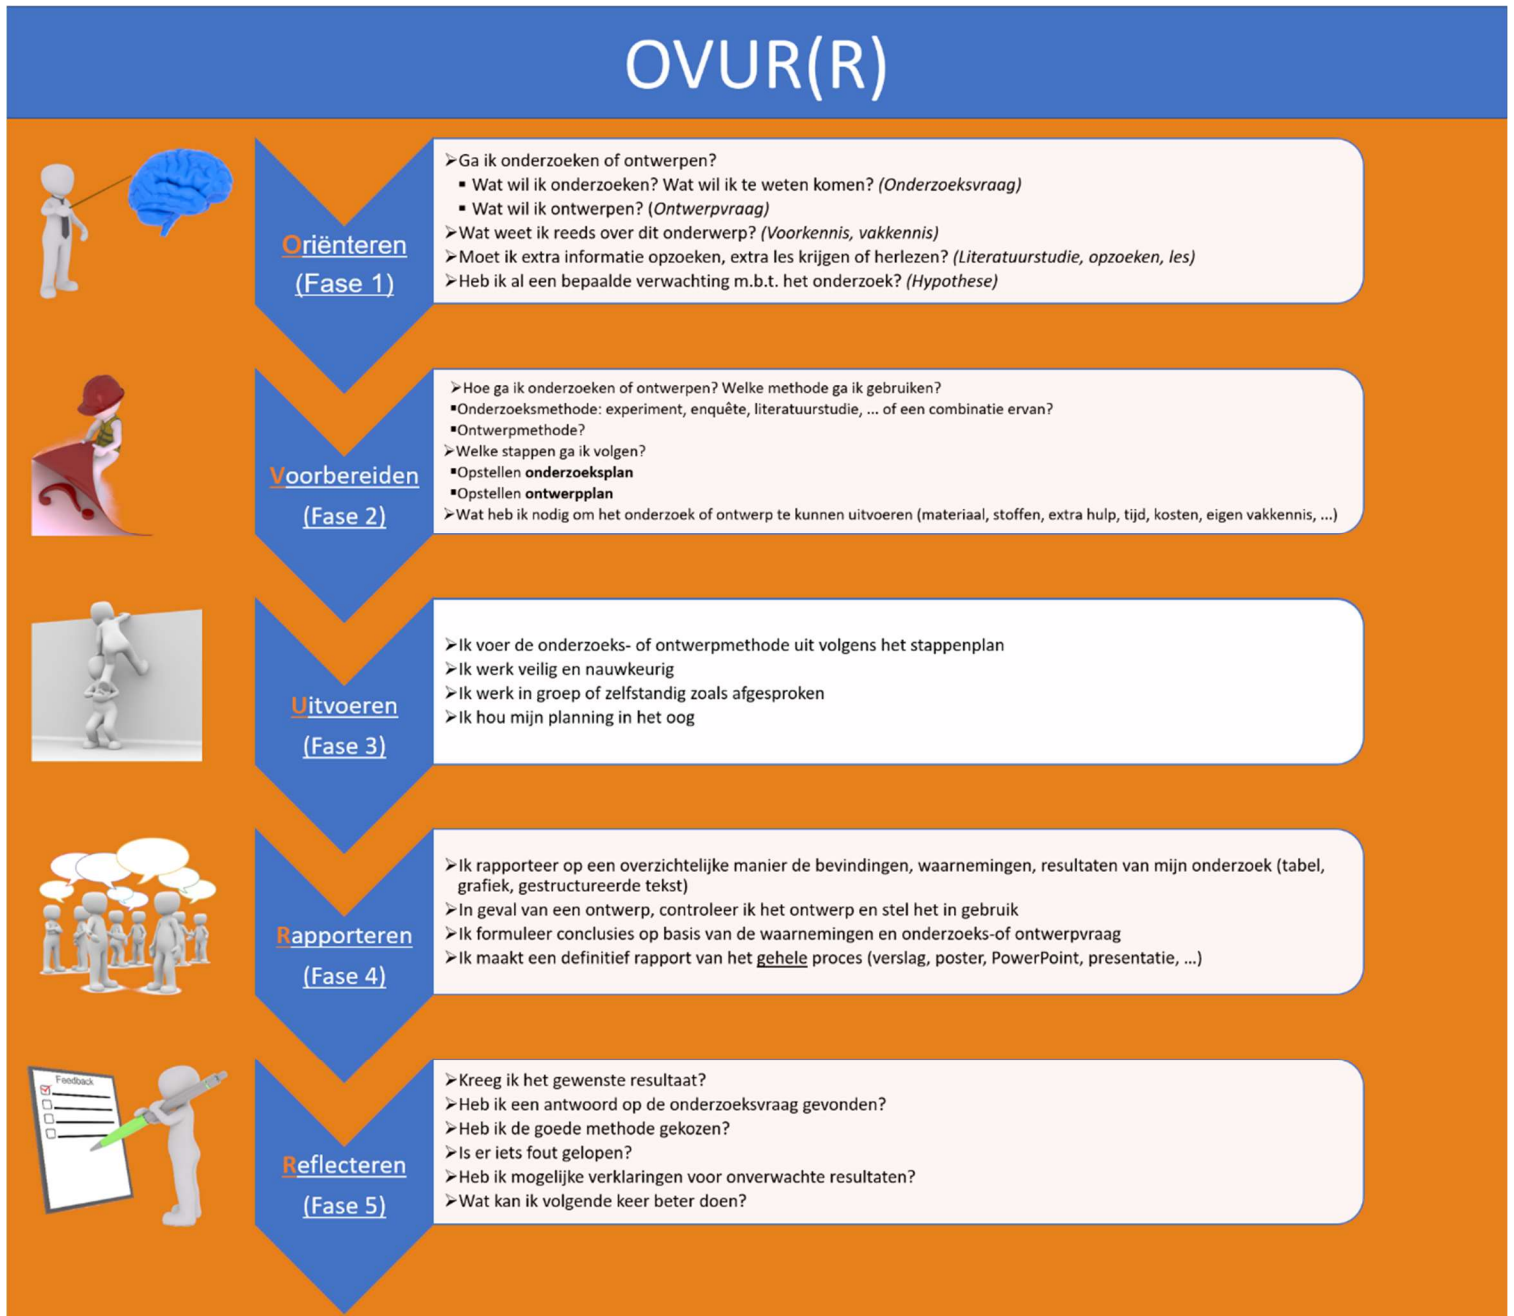 OVUR(R)
Oriënteren
(Fase 1)
➢Ga ik onderzoeken of ontwerpen?
▪ Wat wil ik onderzoeken? Wat wil ik te weten komen? (Onderzoeksvraag)
▪ Wat wil ik ontwerpen? (Ontwerpvraag)
➢Wat weet ik reeds over dit onderwerp? (Voorkennis, vakkennis)
➢Moet ik extra informatie opzoeken, extra les krijgen of herlezen? (Literatuurstudie, opzoeken, les)
➢Heb ik al een bepaalde verwachting m.b.t. het onderzoek? (Hypothese)
Voorbereiden
(Fase 2)
➢Hoe ga ik onderzoeken of ontwerpen? Welke methode ga ik gebruiken?
▪Onderzoeksmethode: experiment, enquête, literatuurstudie, ... of een combinatie ervan?
▪Ontwerpmethode?
➢Welke stappen ga ik volgen?
▪Opstellen onderzoeksplan
▪Opstellen ontwerpplan
➢Wat heb ik nodig om het onderzoek of ontwerp te kunnen uitvoeren (materiaal, stoffen, extra hulp, tijd, kosten, eigen vakkennis, ...)
Uitvoeren
(Fase 3)
➢Ik voer de onderzoeks- of ontwerpmethode uit volgens het stappenplan
➢Ik werk veilig en nauwkeurig
➢Ik werk in groep of zelfstandig zoals afgesproken
➢Ik hou mijn planning in het oog
Rapporteren
(Fase 4)
➢Ik rapporteer op een overzichtelijke manier de bevindingen, waarnemingen, resultaten van mijn onderzoek (tabel,
grafiek, gestructureerde tekst)
➢In geval van een ontwerp, controleer ik het ontwerp en stel het in gebruik
➢Ik formuleer conclusies op basis van de waarnemingen en onderzoeks-of ontwerpvraag
➢Ik maakt een definitief rapport van het gehele proces (verslag, poster, PowerPoint, presentatie, ...)
Feedback
Reflecteren
(Fase 5)
➢Kreeg ik het gewenste resultaat?
➢Heb ik een antwoord op de onderzoeksvraag gevonden?
➢Heb ik de goede methode gekozen?
➢Is er iets fout gelopen?
➢Heb ik mogelijke verklaringen voor onverwachte resultaten?
➢Wat kan ik volgende keer beter doen?